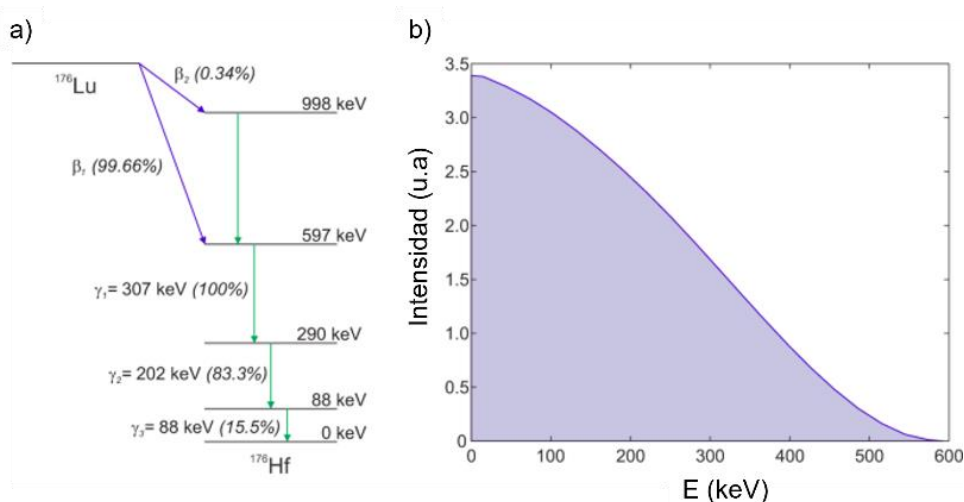 a)
¹⁷⁶Lu
β₂ (0.34%)
998 keV
β₁ (99.66%)
597 keV
γ₁= 307 keV (100%)
290 keV
γ₂= 202 keV (83.3%)
88 keV
γ₃= 88 keV (15.5%)
0 keV
¹⁷⁶Hf
b)
Intensidad (u.a)
3.5
3.0
2.5
2.0
1.5
1.0
0.5
0
0 100 200 300 400 500 600
E (keV)